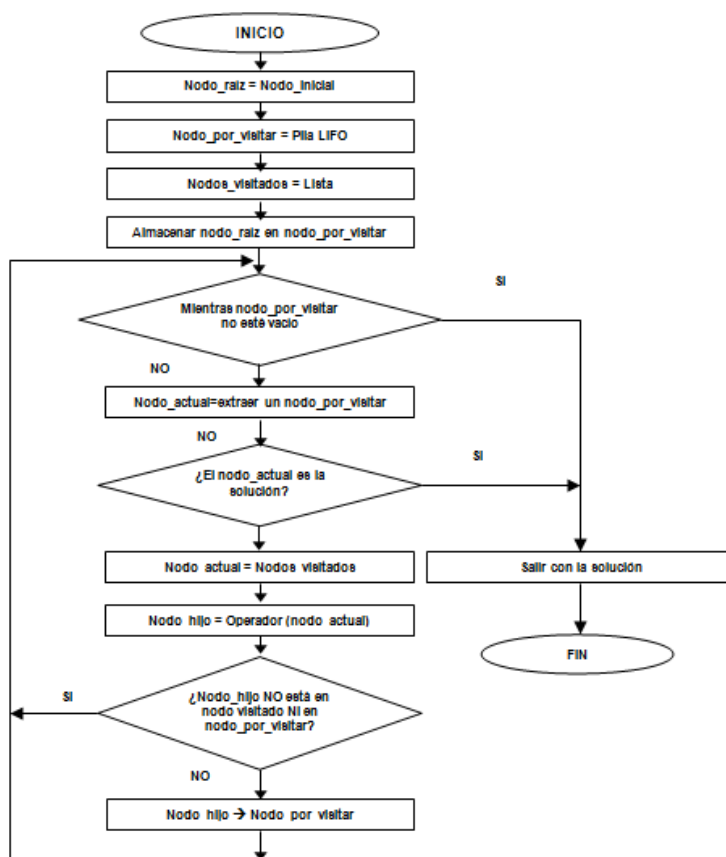 INICIO
Nodo_raiz = Nodo_Inicial
Nodo_por_visitar = Pila LIFO
Nodos_visitados = Lista
Almacenar nodo_raiz en nodo_por_visitar
SI
Mientras nodo_por_visitar
no está vacio
NO
Nodo_actual=extraer un nodo_por_visitar
NO
SI
¿El nodo_actual es la
solución?
Nodo actual = Nodos visitados
Salir con la solución
Nodo hijo = Operador (nodo actual)
FIN
SI
¿Nodo_hijo NO está en
nodo visitado NI en
nodo_por_visitar?
NO
Nodo hijo → Nodo por visitar